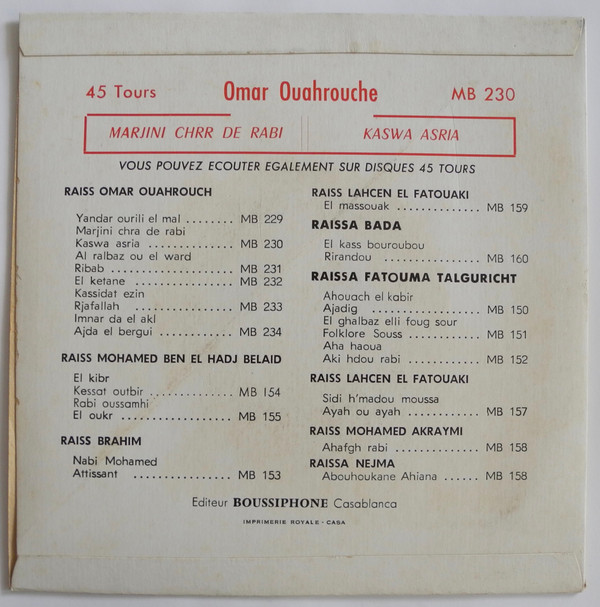 45 Tours Omar Ouahrouche MB 230
MARJINI CHRR DE RABI KASWA ASRIA
VOUS POUVEZ ECOUTER EGALEMENT SUR DISQUES 45 TOURS
RAISS OMAR OUAHROUCH
Yandar ourili el mal ........ MB 229
Marjini chra de rabi
Kaswa asria .............. MB 230
Al ralbaz ou el ward
Ribab .................... MB 231
El ketane ................ MB 232
Kassidat ezin
Rjafallah ............... MB 233
Imnar da el akl
Ajda el bergui ............ MB 234
RAISS MOHAMED BEN EL HADJ BELAID
El kibr
Kessat outbir ............. MB 154
Rabi oussamhi
El oukr .................. MB 155
RAISS BRAHIM
Nabi Mohamed
Attissant ................ MB 153
RAISS LAHCEN EL FATOUAKI
El massouak .............. MB 159
RAISSA BADA
El kass bouroubou
Rirandou ................ MB 160
RAISSA FATOUMA TALGURICHT
Ahouach el kabir
Ajadig .................. MB 150
El ghalbaz elli foug sour
Folklore Souss ............ MB 151
Aha haoua
Aki hdou rabi ............. MB 152
RAISS LAHCEN EL FATOUAKI
Sidi h'madou moussa
Ayah ou ayah ............. MB 157
RAISS MOHAMED AKRAYMI
Ahafgh rabi .............. MB 158
RAISSA NEJMA
Abouhoukane Ahiana ...... MB 158
Editeur BOUSSIPHONE Casablanca
IMPRIMERIE ROYALE - CASA